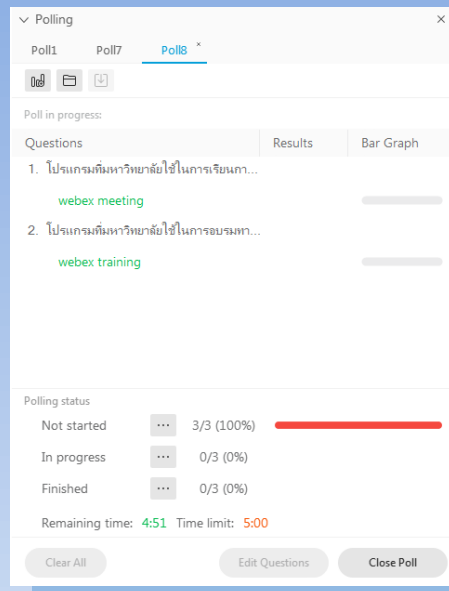 Polling ×
Poll1 Poll7 Poll8 ×
Poll in progress:
Questions Results Bar Graph
1. โปรแกรมที่มหาวิทยาลัยใช้ในการเรียนกา...
webex meeting
2. โปรแกรมที่มหาวิทยาลัยใช้ในการอบรมทา...
webex training
Polling status
Not started ... 3/3 (100%)
In progress ... 0/3 (0%)
Finished ... 0/3 (0%)
Remaining time: 4:51 Time limit: 5:00
Clear All Edit Questions Close Poll